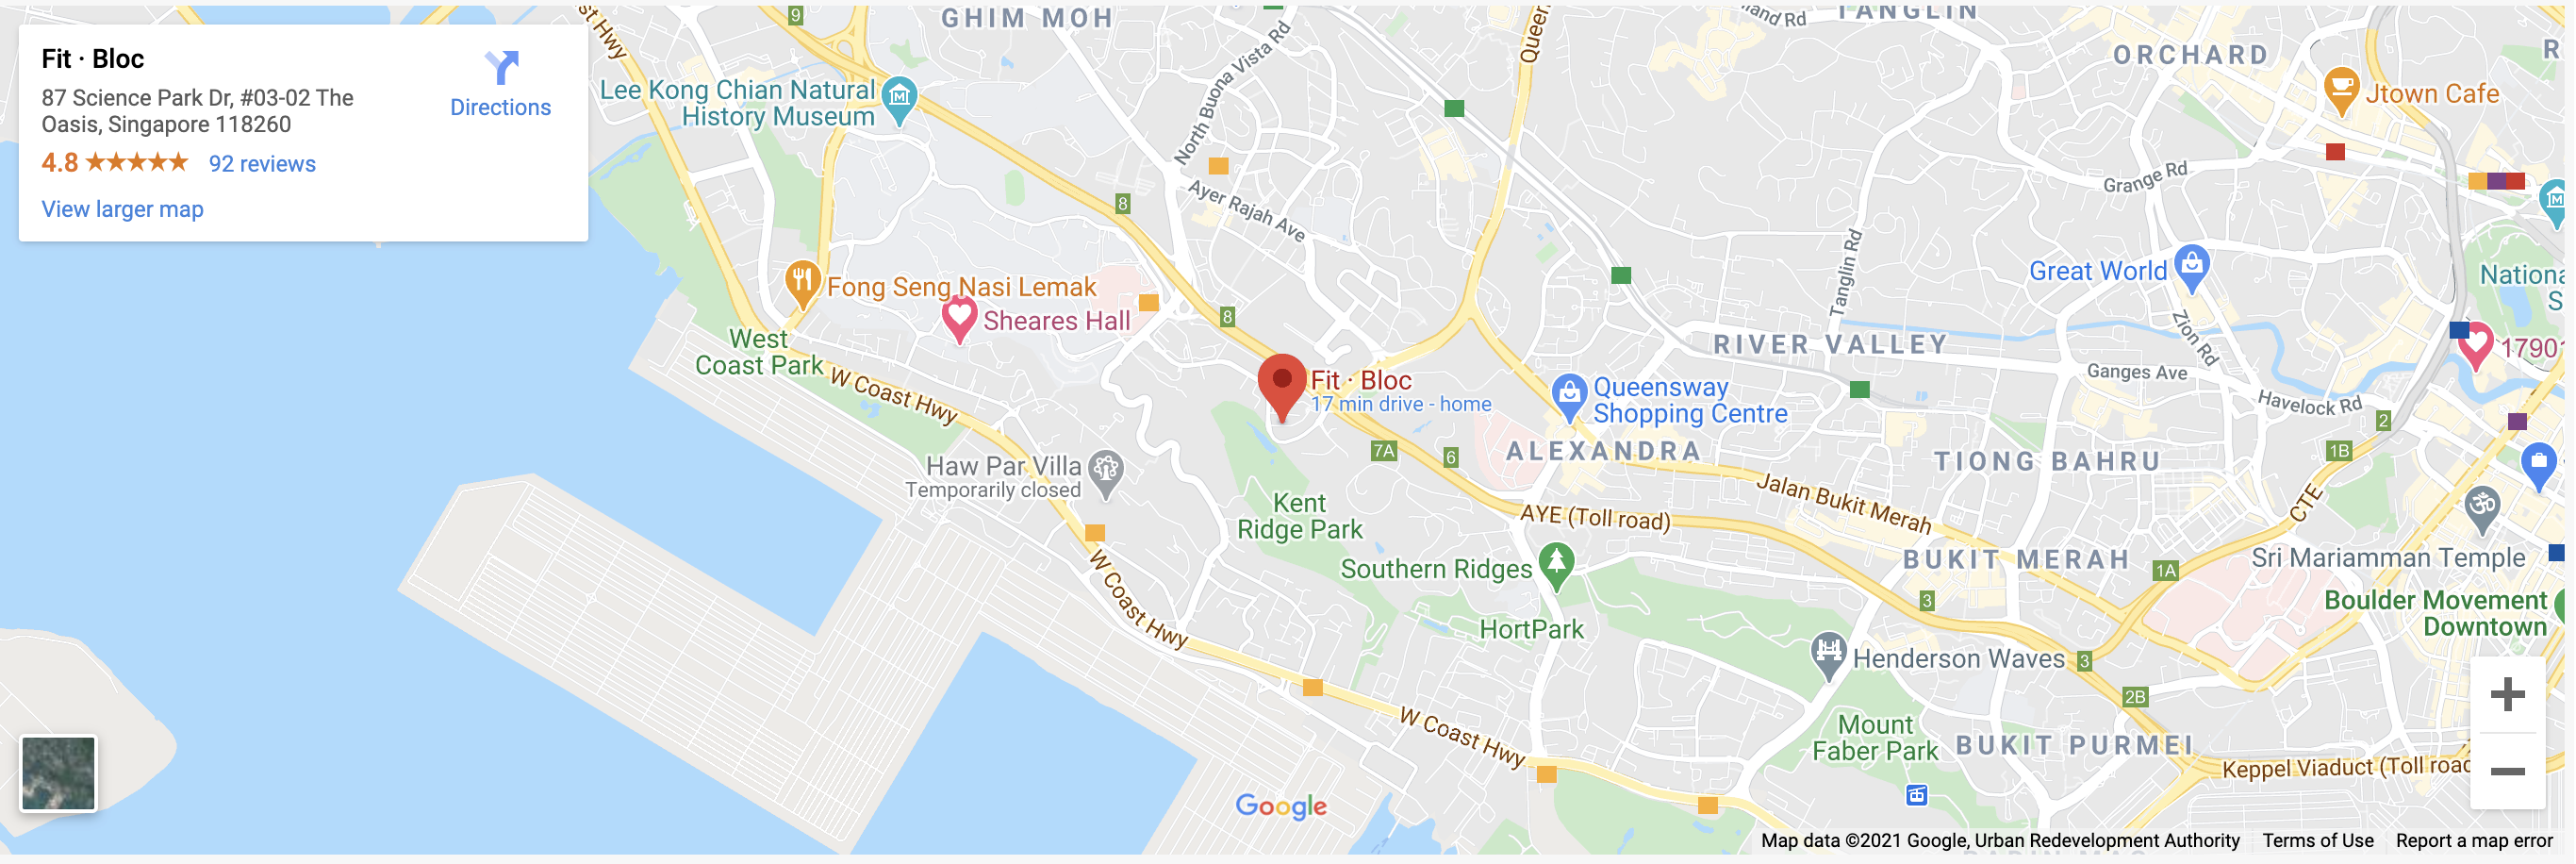 Fit · Bloc
87 Science Park Dr, #03-02 The
Oasis, Singapore 118260
4.8 ★★★★★ 92 reviews
View larger map
Directions
st Hwy
9
GHIM MOH
North Buona Vista Rd
Queen
land Rd
TANGLIN
ORCHARD
R
Jtown Cafe
Lee Kong Chian Natural
History Museum
8
Ayer Rajah Ave
Grange Rd
Tanglin Rd
Great World
Nationa
S
Zion Rd
Fong Seng Nasi Lemak
Sheares Hall
8
West
Coast Park
W Coast Hwy
RIVER VALLEY
1790
Ganges Ave
Havelock Rd
2
Fit · Bloc
17 min drive - home
Queensway
Shopping Centre
ALEXANDRA
7A
6
1B
TIONG BAHRU
Haw Par Villa
Temporarily closed
Kent
Ridge Park
Jalan Bukit Merah
AYE (Toll road)
CTE
Sri Mariamman Temple
BUKIT MERAH
1A
Southern Ridges
3
W Coast Hwy
HortPark
Boulder Movement
Downtown
Henderson Waves
3
2B
W Coast Hwy
Mount
Faber Park
BUKIT PURMEI
Keppel Viaduct (Toll road
Google
Map data ©2021 Google, Urban Redevelopment Authority
Terms of Use
Report a map error